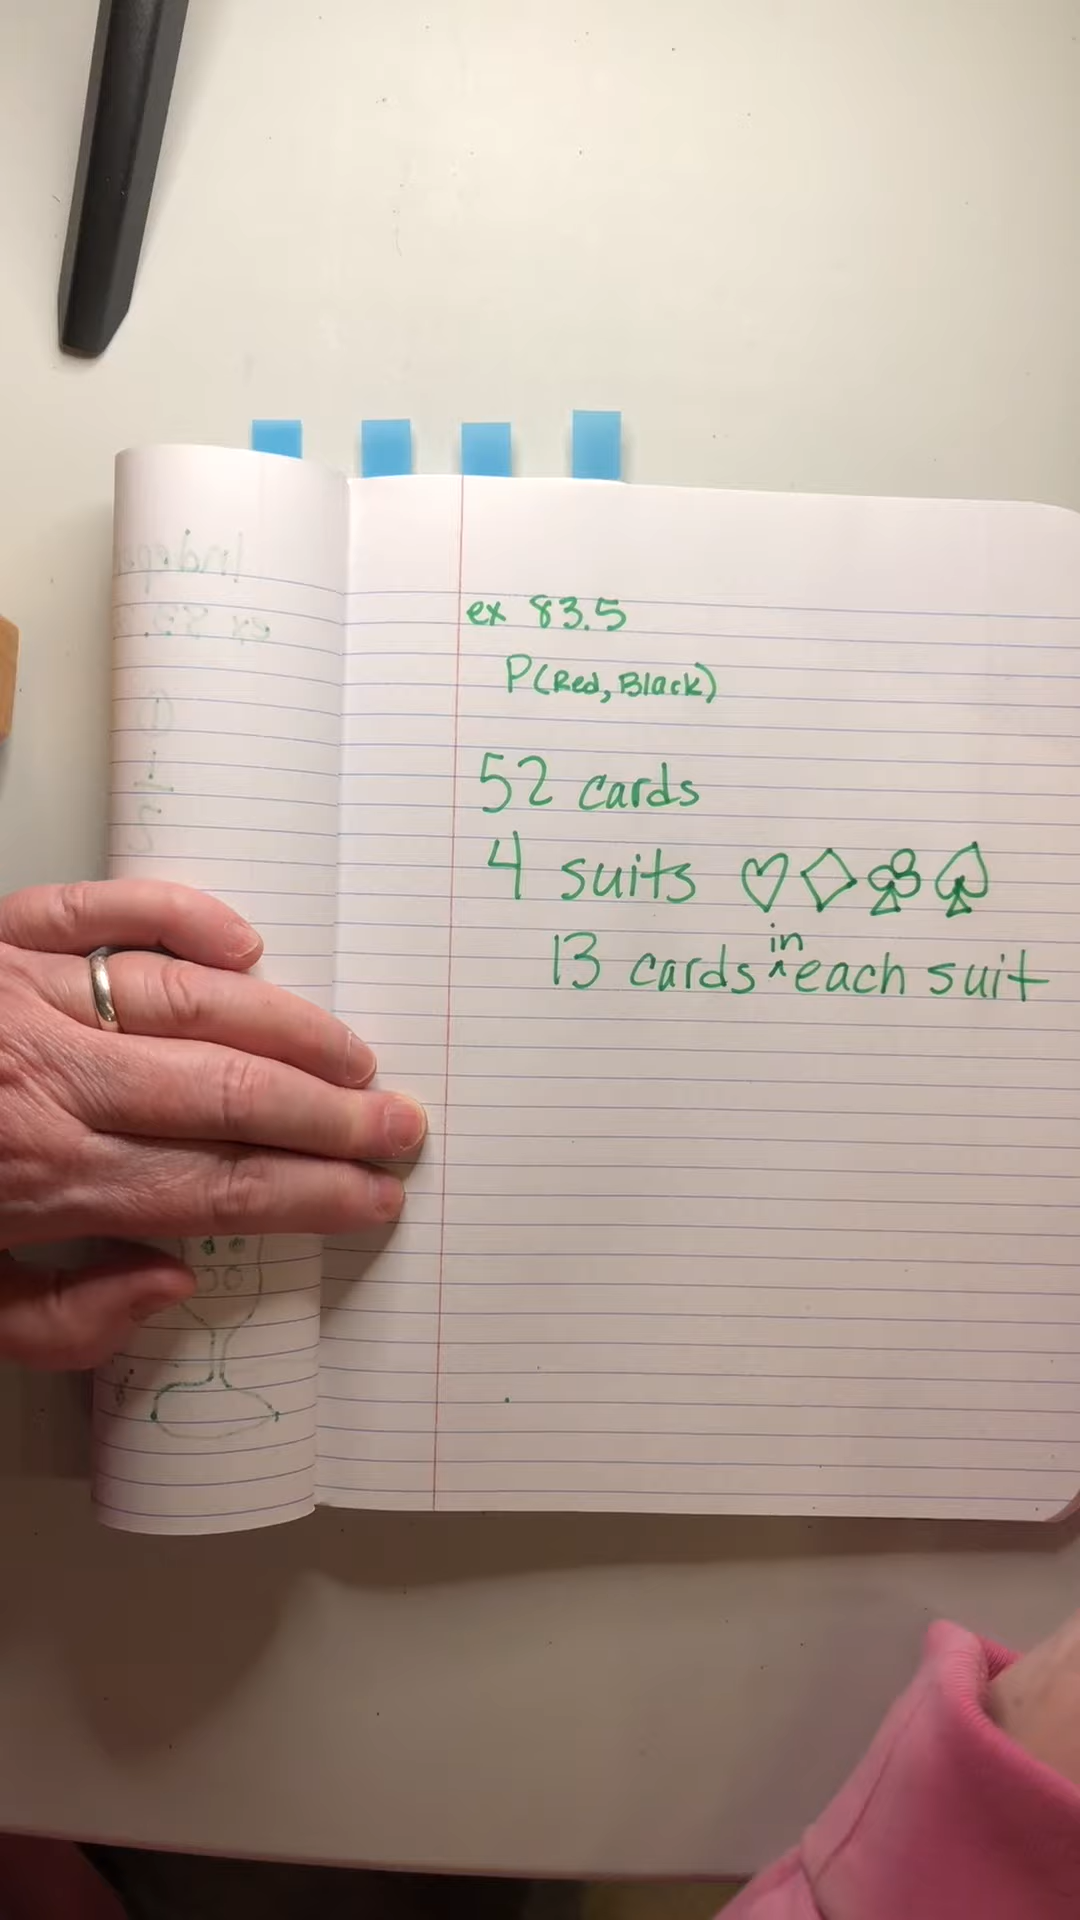 ex 83.5
P(Red, Black)
52 cards
4 suits ♡♢♧♤
13 cards in each suit